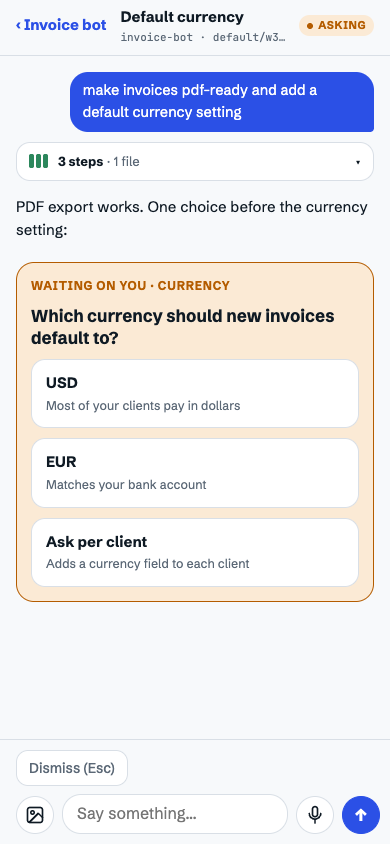 ‹ Invoice bot
Default currency
invoice-bot · default/w3…
ASKING
make invoices pdf-ready and add a
default currency setting
3 steps · 1 file
PDF export works. One choice before the currency
setting:
WAITING ON YOU · CURRENCY
Which currency should new invoices
default to?
USD
Most of your clients pay in dollars
EUR
Matches your bank account
Ask per client
Adds a currency field to each client
Dismiss (Esc)
Say something…